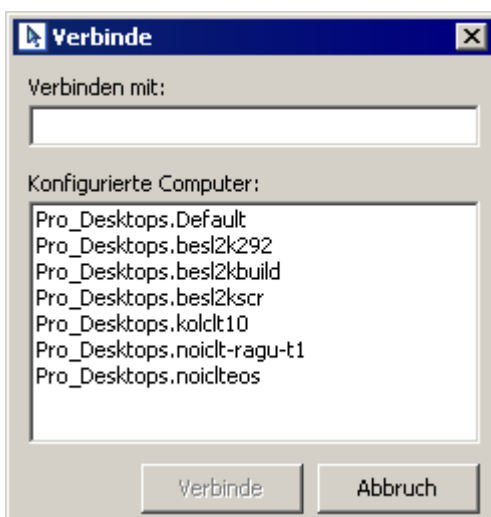 Verbinde
Verbinden mit:
Konfigurierte Computer:
Pro_Desktops.Default
Pro_Desktops.besl2k292
Pro_Desktops.besl2kbuild
Pro_Desktops.besl2kscr
Pro_Desktops.kolclt10
Pro_Desktops.noiclt-ragu-t1
Pro_Desktops.noiclteos
Verbinde Abbruch